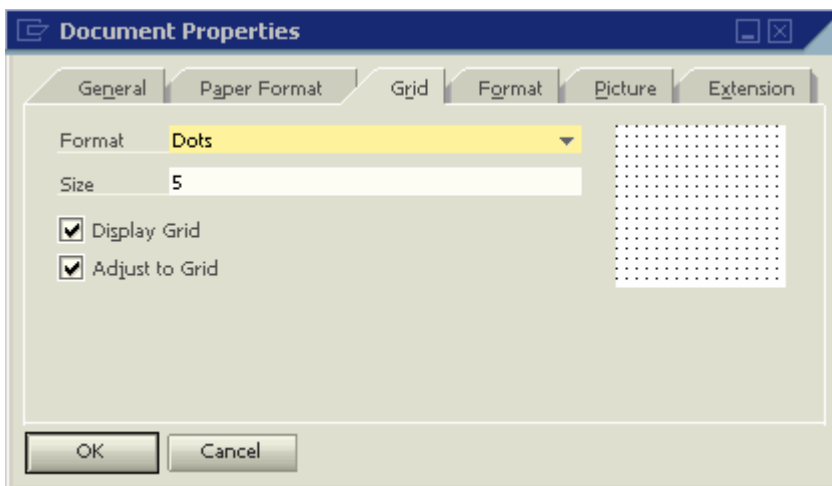 Document Properties
General Paper Format Grid Format Picture Extension
Format Dots
Size 5
Display Grid
Adjust to Grid
OK Cancel